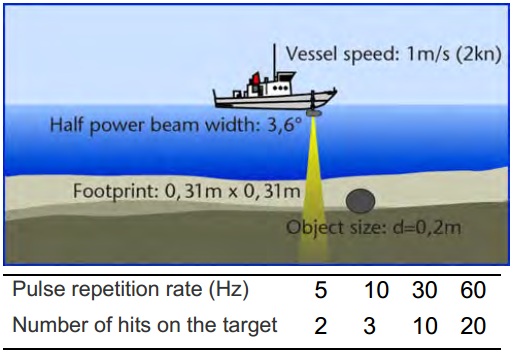 Vessel speed: 1m/s (2kn)
Half power beam width: 3,6°
Footprint: 0,31m x 0,31m
Object size: d=0,2m
Pulse repetition rate (Hz) 5 10 30 60
Number of hits on the target 2 3 10 20